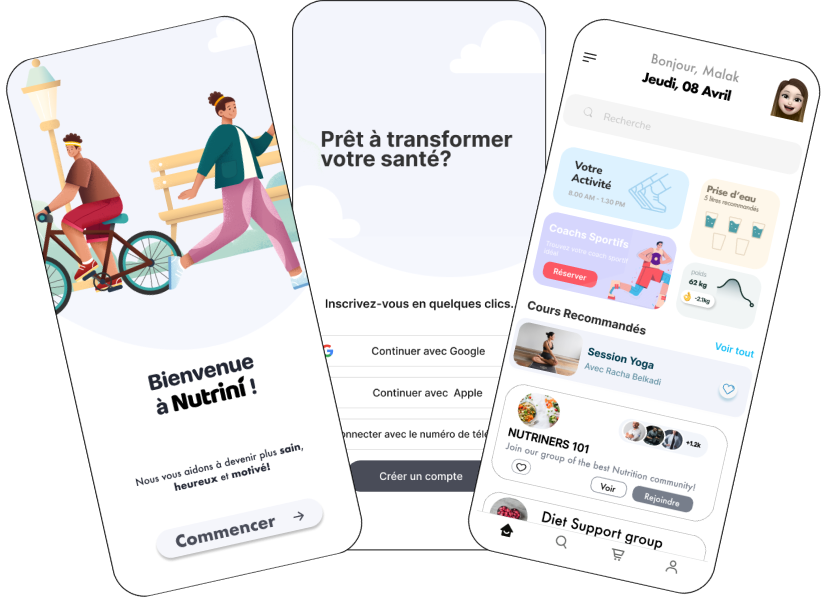 Bienvenue
à Nutrini !
Nous vous aidons à devenir plus sain,
heureux et motivé!
Commencer →
Prêt à transformer
votre santé?
Inscrivez-vous en quelques clics.
G Continuer avec Google
Continuer avec Apple
onnecter avec le numéro de télé
Créer un compte
Bonjour, Malak
Jeudi, 08 Avril
Recherche
Votre
Activité
8.00 AM - 1.30 PM
Prise d'eau
5 litres recommandés
Coachs Sportifs
Trouvez votre coach sportif
Réserver
poids
62 kg
-2.1kg
Cours Recommandés
Voir tout
Session Yoga
Avec Racha Belkadi
+1.2k
NUTRINERS 101
Join our group of the best Nutrition community!
Voir
Rejoindre
Diet Support group